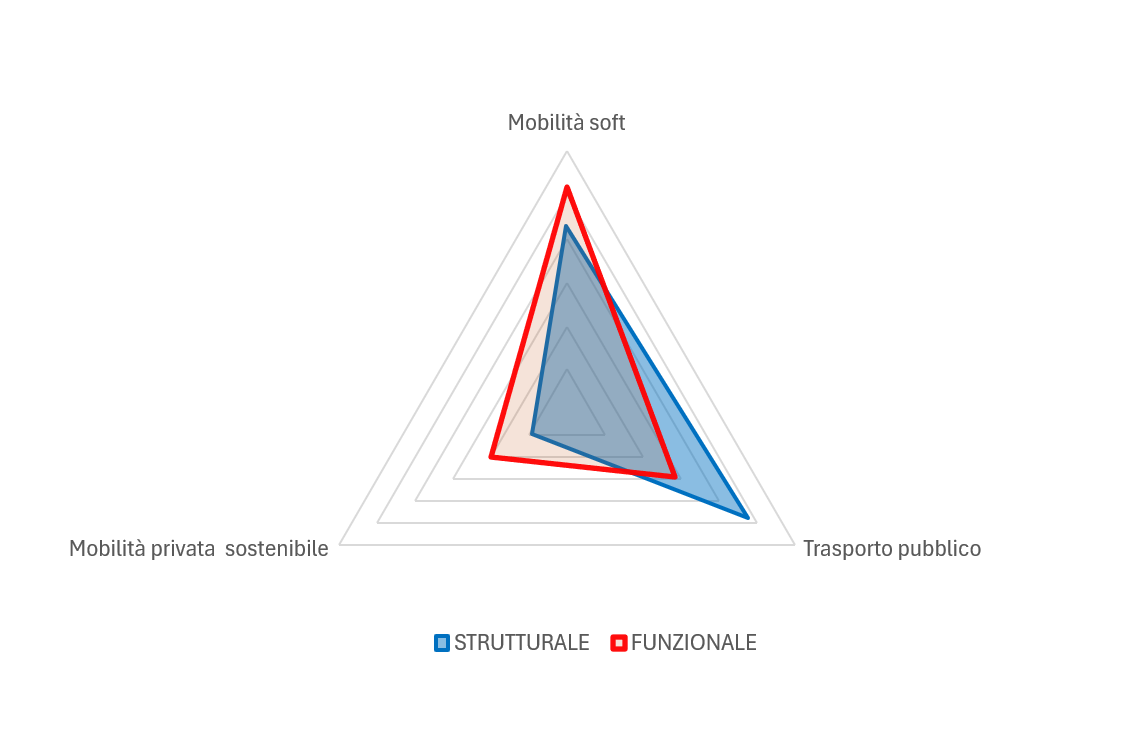 Mobilità soft
Mobilità privata  sostenibile
Trasporto pubblico
STRUTTURALE
FUNZIONALE